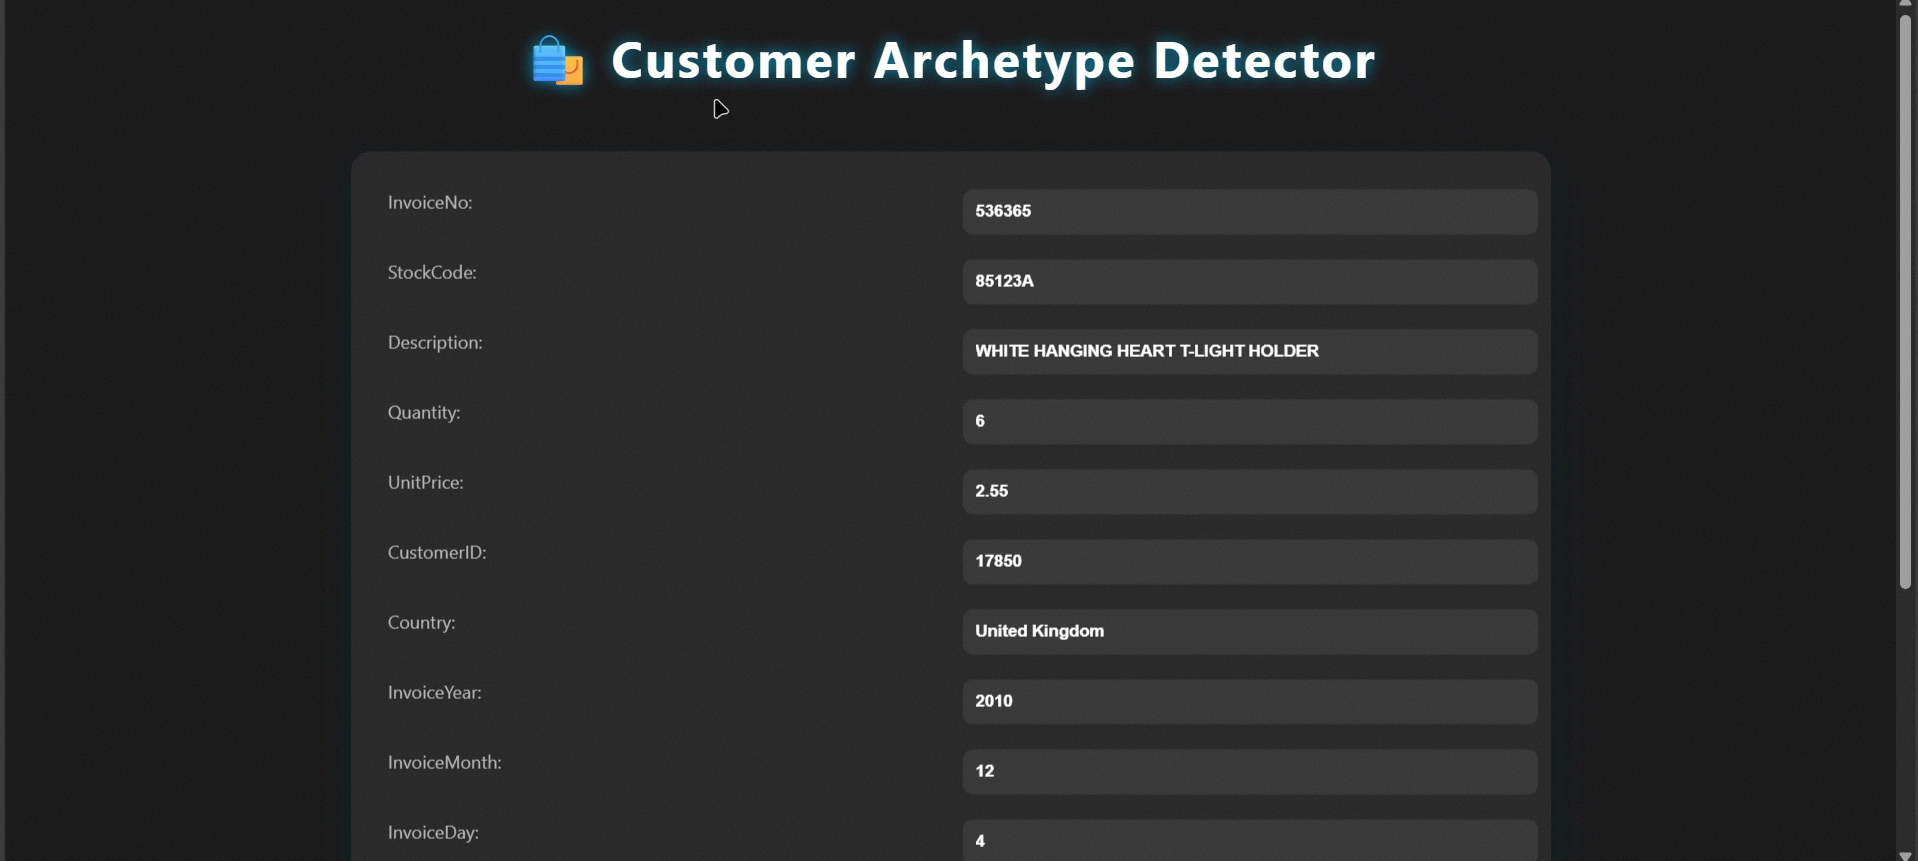 Customer Archetype Detector
InvoiceNo: 536365
StockCode: 85123A
Description: WHITE HANGING HEART T-LIGHT HOLDER
Quantity: 6
UnitPrice: 2.55
CustomerID: 17850
Country: United Kingdom
InvoiceYear: 2010
InvoiceMonth: 12
InvoiceDay: 4